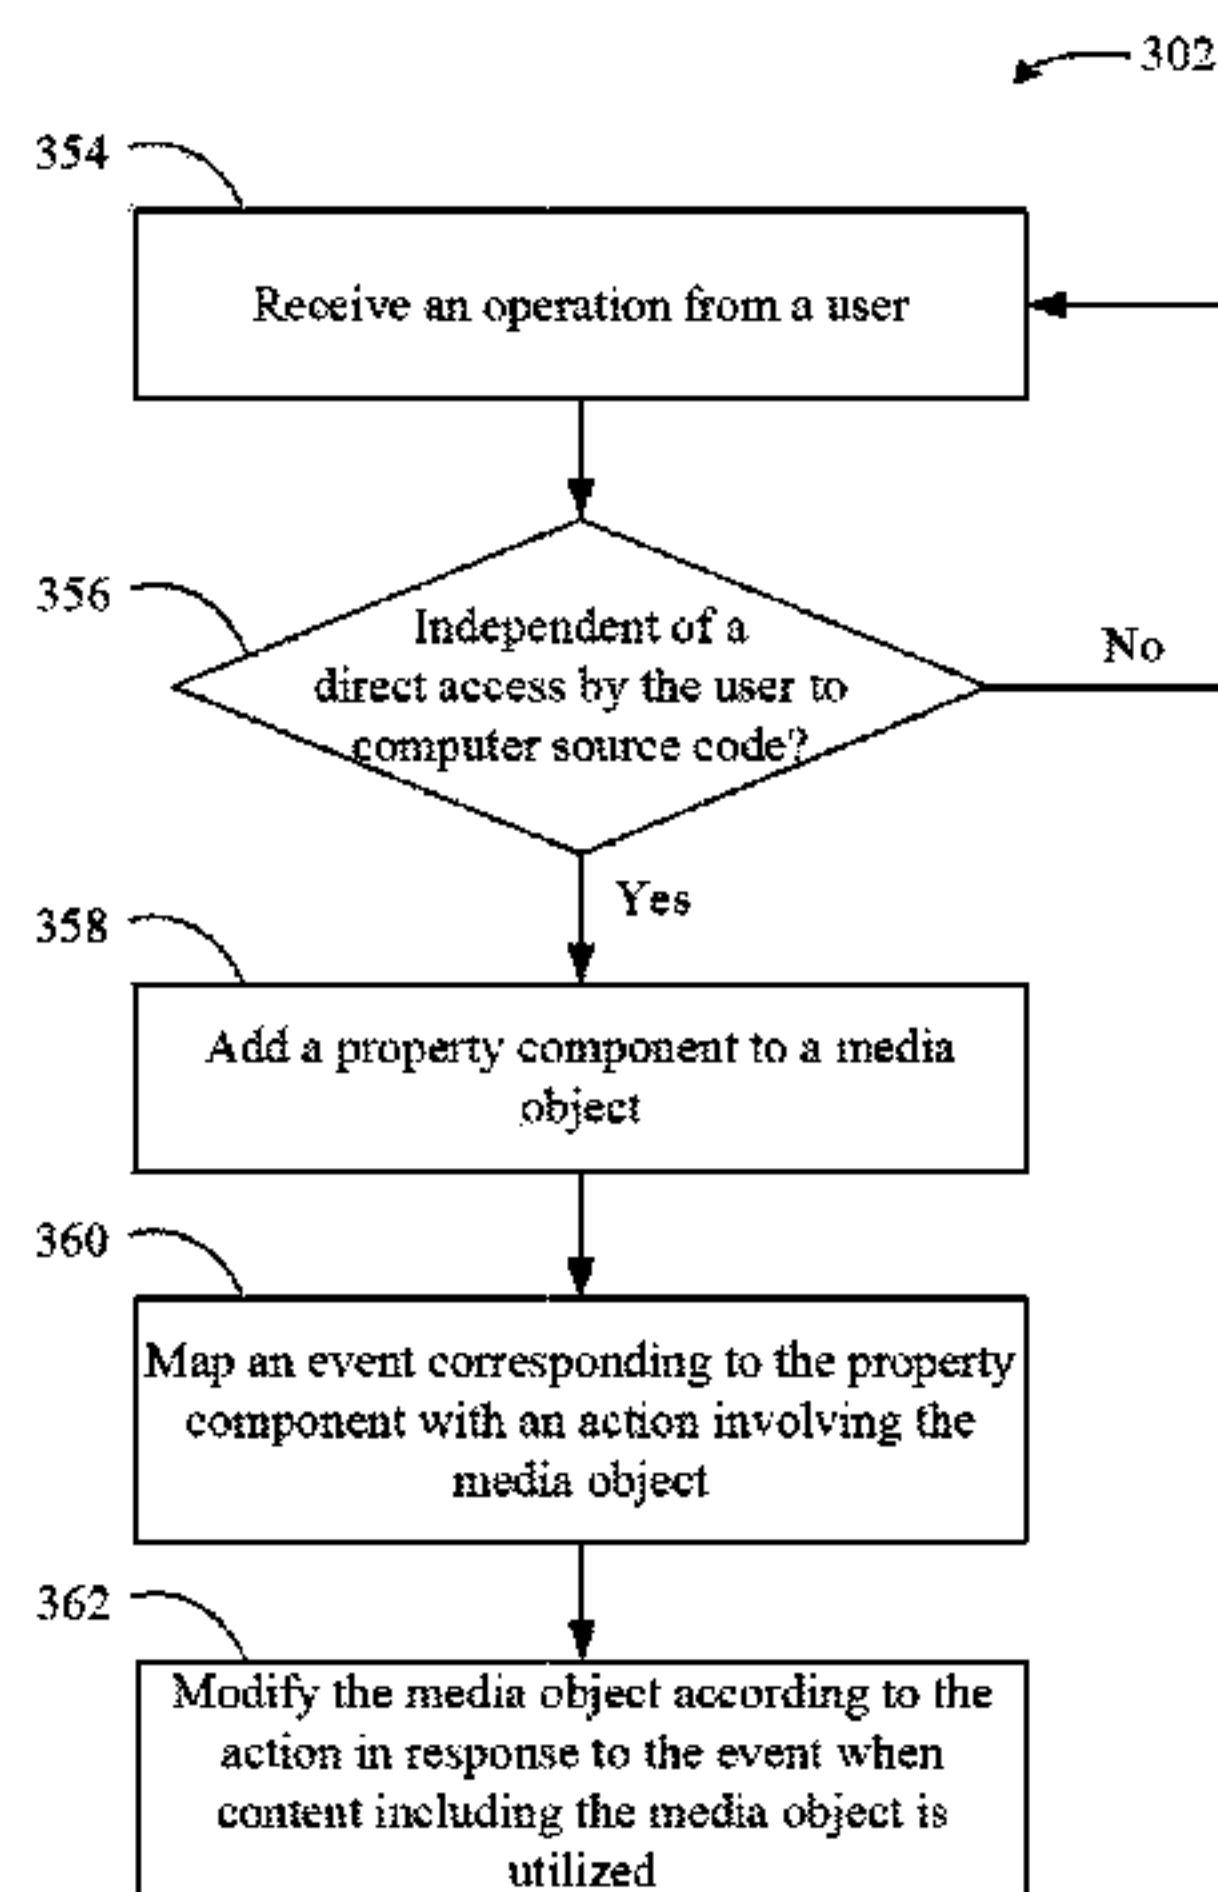 302
354
Receive an operation from a user
356
Independent of a
direct access by the user to
computer source code?
No
Yes
358
Add a property component to a media
object
360
Map an event corresponding to the property
component with an action involving the
media object
362
Modify the media object according to the
action in response to the event when
content including the media object is
utilized